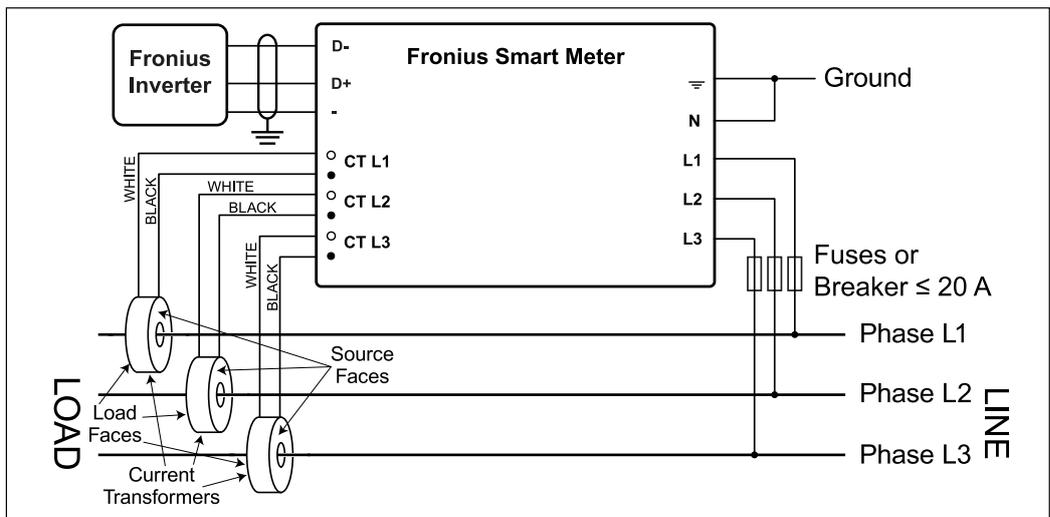 Fronius
Inverter
D-
D+
-
Fronius Smart Meter
Ground
N
CT L1
CT L2
CT L3
L1
L2
L3
WHITE
BLACK
WHITE
BLACK
WHITE
BLACK
Fuses or
Breaker ≤ 20 A
Phase L1
Phase L2
Phase L3
Source
Faces
LOAD
Load
Faces
Current
Transformers
LINE